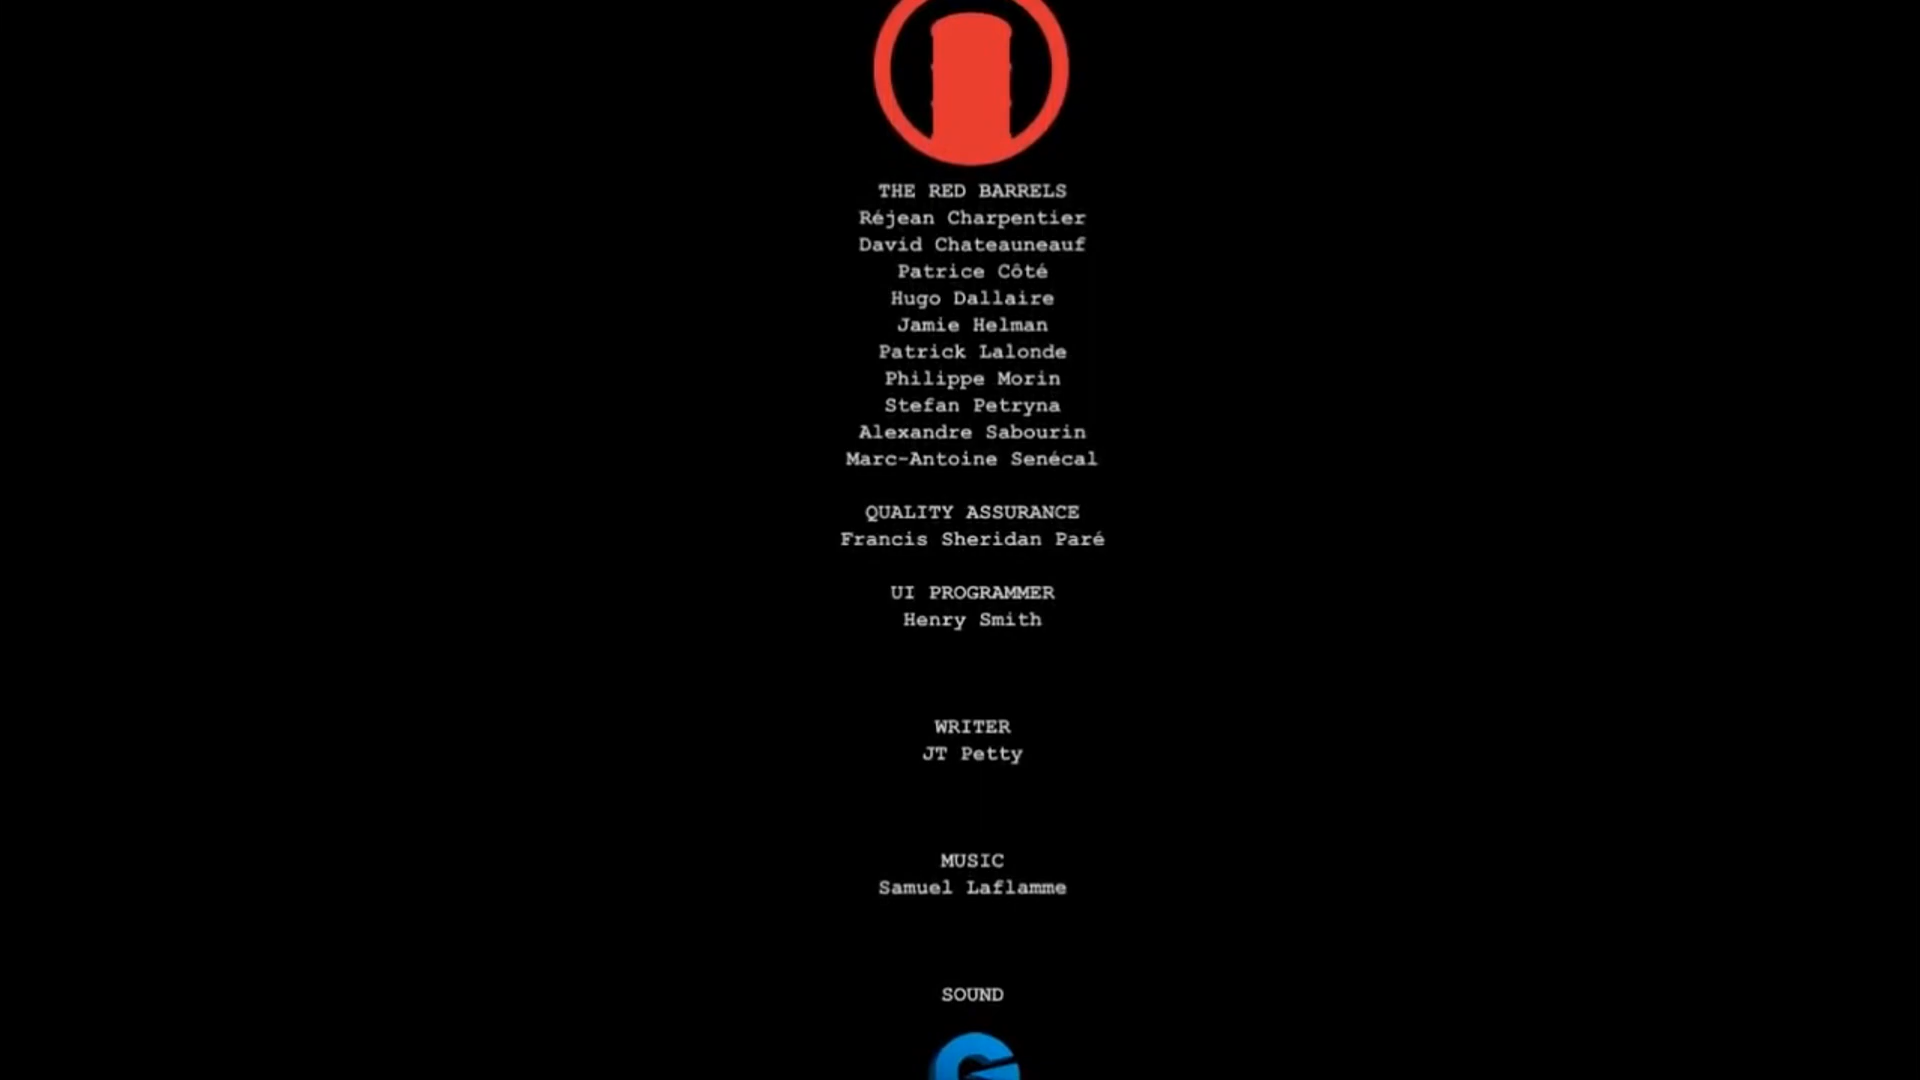 THE RED BARRELS
Réjean Charpentier
David Chateauneuf
Patrice Côté
Hugo Dallaire
Jamie Helman
Patrick Lalonde
Philippe Morin
Stefan Petryna
Alexandre Sabourin
Marc-Antoine Senécal
QUALITY ASSURANCE
Francis Sheridan Paré
UI PROGRAMMER
Henry Smith
WRITER
JT Petty
MUSIC
Samuel Laflamme
SOUND